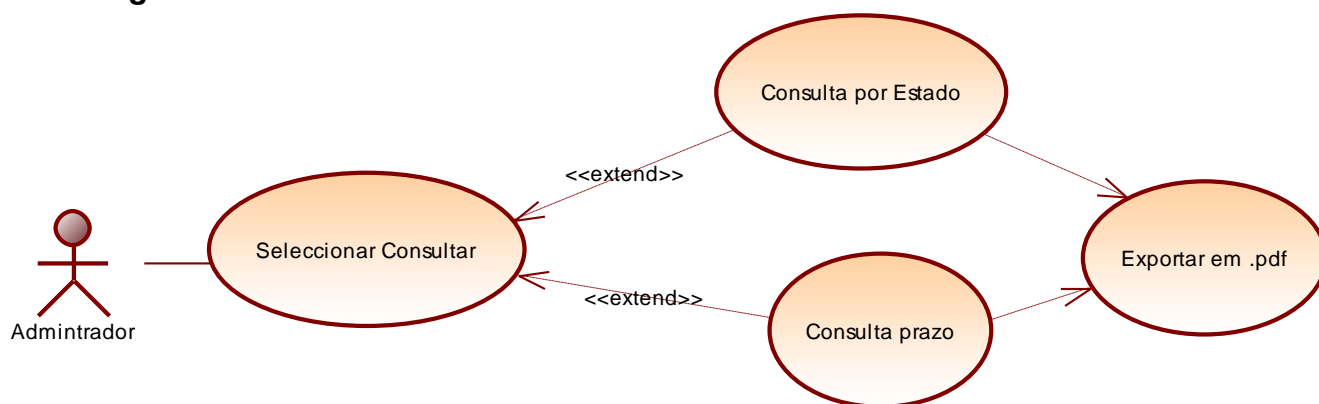 Consulta por Estado
<<extend>>
Seleccionar Consultar
Exportar em .pdf
<<extend>>
Admintrador
Consulta prazo